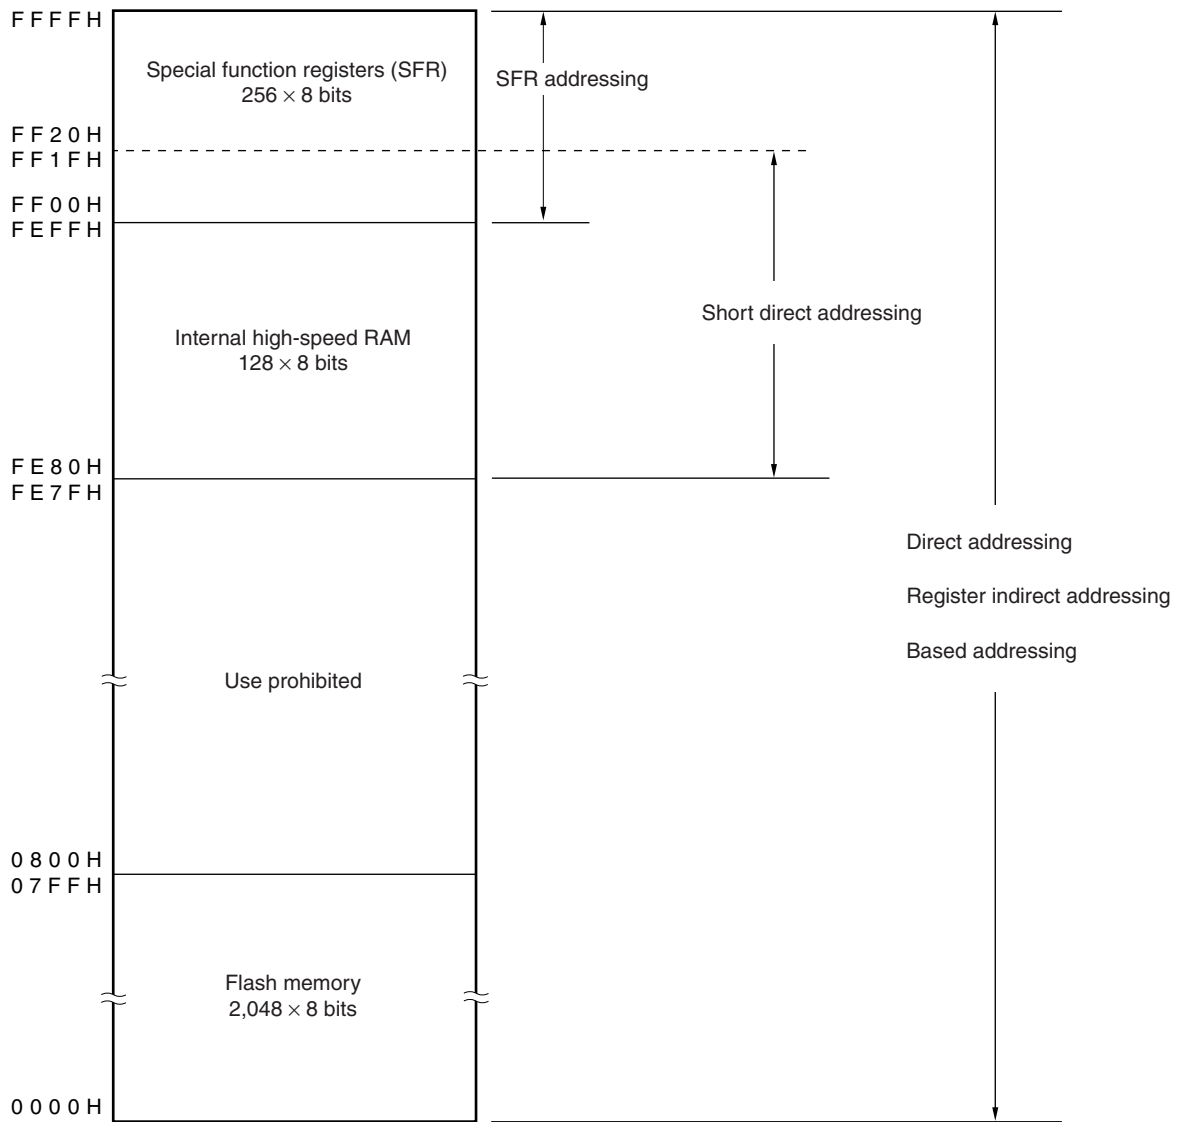 FFFFH
Special function registers (SFR)
256 × 8 bits
SFR addressing
FF20H
FF1FH
FF00H
FEFFH
Short direct addressing
Internal high-speed RAM
128 × 8 bits
FE80H
FE7FH
Direct addressing
Register indirect addressing
Based addressing
Use prohibited
0800H
07FFH
Flash memory
2,048 × 8 bits
0000H